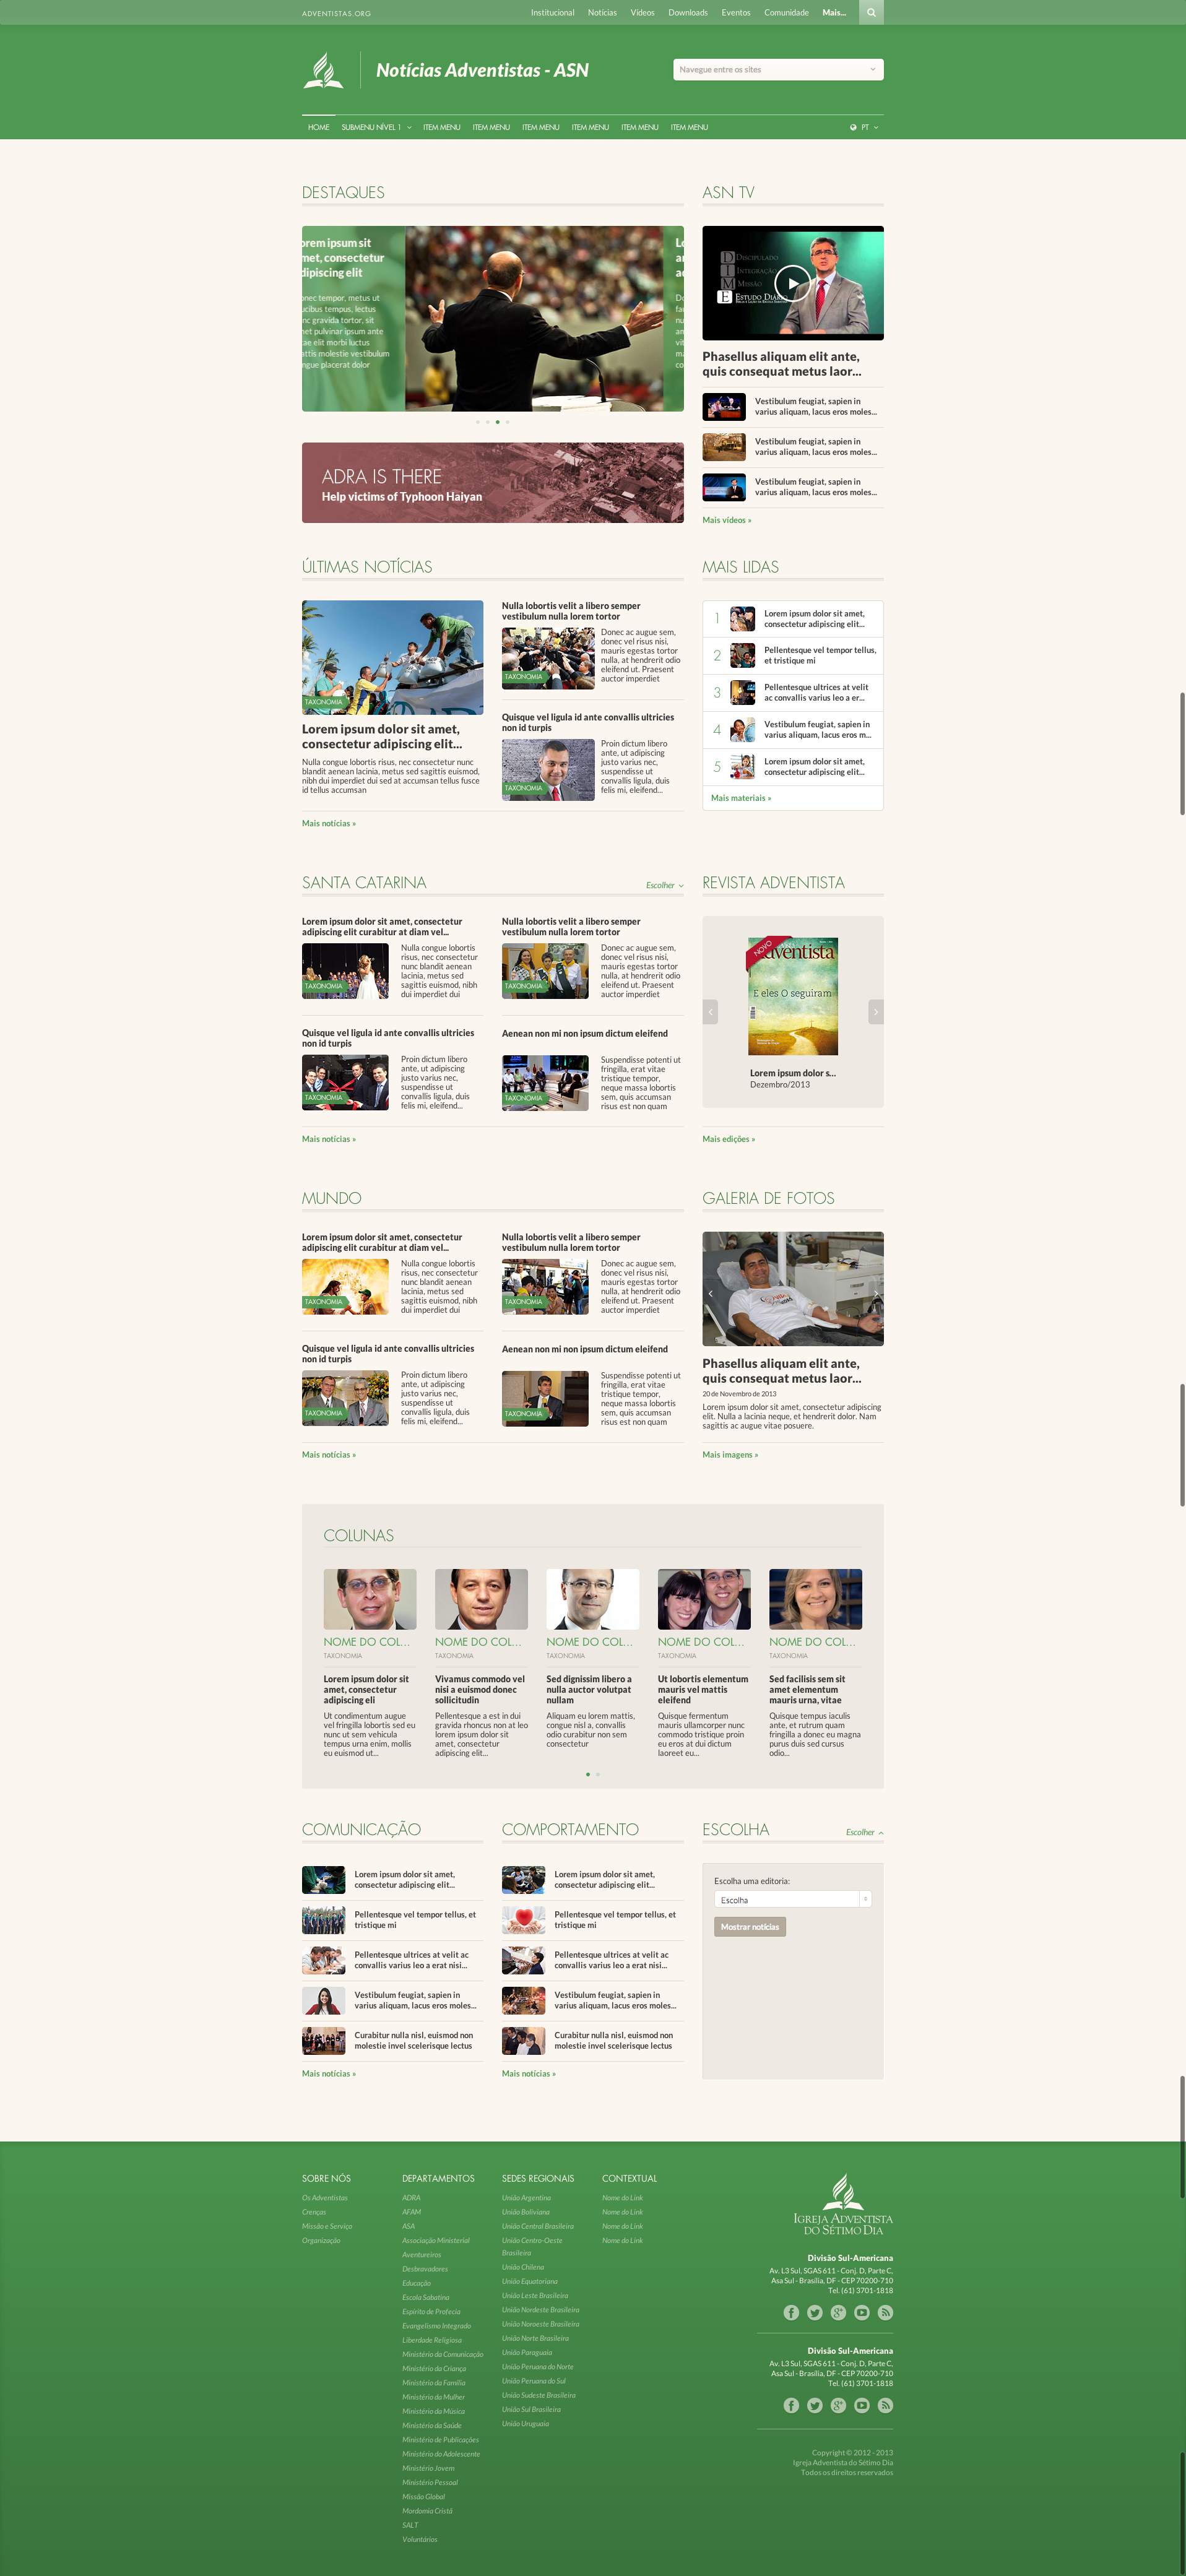 ADVENTISTAS.ORG
Institucional Notícias Vídeos Downloads Eventos Comunidade Mais...
Notícias Adventistas - ASN
Navegue entre os sites
HOME SUBMENU NÍVEL 1 ITEM MENU ITEM MENU ITEM MENU ITEM MENU ITEM MENU ITEM MENU PT
DESTAQUES
orem ipsum sit
met, consectetur
dipiscing elit
onec tempor, metus ut
ucibus tempus, lectus
nc gravida tortor, sit
met pulvinar ipsum ante
tae elit morbi luctus
attis molestie vestibulum
ngue placerat dolor
ADRA IS THERE
Help victims of Typhoon Haiyan
ASN TV
DISCIPULADO
INTEGRAÇÃO
MISSÃO
ESTUDO DIÁRIO
Phasellus aliquam elit ante,
quis consequat metus laor...
Vestibulum feugiat, sapien in
varius aliquam, lacus eros moles...
Vestibulum feugiat, sapien in
varius aliquam, lacus eros moles...
Vestibulum feugiat, sapien in
varius aliquam, lacus eros moles...
Mais vídeos »
ÚLTIMAS NOTÍCIAS
TAXONOMIA
Lorem ipsum dolor sit amet,
consectetur adipiscing elit...
Nulla congue lobortis risus, nec consectetur nunc
blandit aenean lacinia, metus sed sagittis euismod,
nibh dui imperdiet dui sed at accumsan tellus fusce
id tellus accumsan
Nulla lobortis velit a libero semper
vestibulum nulla lorem tortor
TAXONOMIA
Donec ac augue sem,
donec vel risus nisi,
mauris egestas tortor
nulla, at hendrerit odio
eleifend ut. Praesent
auctor imperdiet
Quisque vel ligula id ante convallis ultricies
non id turpis
TAXONOMIA
Proin dictum libero
ante, ut adipiscing
justo varius nec,
suspendisse ut
convallis ligula, duis
felis mi, eleifend...
Mais notícias »
MAIS LIDAS
1 Lorem ipsum dolor sit amet,
consectetur adipiscing elit...
2 Pellentesque vel tempor tellus,
et tristique mi
3 Pellentesque ultrices at velit
ac convallis varius leo a er...
4 Vestibulum feugiat, sapien in
varius aliquam, lacus eros m...
5 Lorem ipsum dolor sit amet,
consectetur adipiscing elit...
Mais materiais »
SANTA CATARINA
Escolher
Lorem ipsum dolor sit amet, consectetur
adipiscing elit curabitur at diam vel...
TAXONOMIA
Nulla congue lobortis
risus, nec consectetur
nunc blandit aenean
lacinia, metus sed
sagittis euismod, nibh
dui imperdiet dui
Nulla lobortis velit a libero semper
vestibulum nulla lorem tortor
TAXONOMIA
Donec ac augue sem,
donec vel risus nisi,
mauris egestas tortor
nulla, at hendrerit odio
eleifend ut. Praesent
auctor imperdiet
Quisque vel ligula id ante convallis ultricies
non id turpis
TAXONOMIA
Proin dictum libero
ante, ut adipiscing
justo varius nec,
suspendisse ut
convallis ligula, duis
felis mi, eleifend...
Aenean non mi non ipsum dictum eleifend
TAXONOMIA
Suspendisse potenti ut
fringilla, erat vitae
tristique tempor,
neque massa lobortis
sem, quis accumsan
risus est non quam
Mais notícias »
REVISTA ADVENTISTA
NOVO
Adventista
E eles O seguiram
Lorem ipsum dolor s...
Dezembro/2013
Mais edições »
MUNDO
Lorem ipsum dolor sit amet, consectetur
adipiscing elit curabitur at diam vel...
TAXONOMIA
Nulla congue lobortis
risus, nec consectetur
nunc blandit aenean
lacinia, metus sed
sagittis euismod, nibh
dui imperdiet dui
Nulla lobortis velit a libero semper
vestibulum nulla lorem tortor
TAXONOMIA
Donec ac augue sem,
donec vel risus nisi,
mauris egestas tortor
nulla, at hendrerit odio
eleifend ut. Praesent
auctor imperdiet
Quisque vel ligula id ante convallis ultricies
non id turpis
TAXONOMIA
Proin dictum libero
ante, ut adipiscing
justo varius nec,
suspendisse ut
convallis ligula, duis
felis mi, eleifend...
Aenean non mi non ipsum dictum eleifend
TAXONOMIA
Suspendisse potenti ut
fringilla, erat vitae
tristique tempor,
neque massa lobortis
sem, quis accumsan
risus est non quam
Mais notícias »
GALERIA DE FOTOS
Phasellus aliquam elit ante,
quis consequat metus laor...
20 de Novembro de 2013
Lorem ipsum dolor sit amet, consectetur adipiscing
elit. Nulla a lacinia neque, et hendrerit dolor. Nam
sagittis ac augue vitae posuere.
Mais imagens »
COLUNAS
NOME DO COL...
TAXONOMIA
Lorem ipsum dolor sit
amet, consectetur
adipiscing eli
Ut condimentum augue
vel fringilla lobortis sed eu
nunc ut sem vehicula
tempus urna enim, mollis
eu euismod ut...
NOME DO COL...
TAXONOMIA
Vivamus commodo vel
nisi a euismod donec
sollicitudin
Pellentesque a est in dui
gravida rhoncus non at leo
lorem ipsum dolor sit
amet, consectetur
adipiscing elit...
NOME DO COL...
TAXONOMIA
Sed dignissim libero a
nulla auctor volutpat
nullam
Aliquam eu lorem mattis,
congue nisl a, convallis
odio curabitur non sem
consectetur
NOME DO COL...
TAXONOMIA
Ut lobortis elementum
mauris vel mattis
eleifend
Quisque fermentum
mauris ullamcorper nunc
commodo tristique proin
eu eros at dui dictum
laoreet eu...
NOME DO COL...
TAXONOMIA
Sed facilisis sem sit
amet elementum
mauris urna, vitae
Quisque tempus iaculis
ante, et rutrum quam
fringilla a donec eu magna
purus duis sed cursus
odio...
COMUNICAÇÃO
Lorem ipsum dolor sit amet,
consectetur adipiscing elit...
Pellentesque vel tempor tellus, et
tristique mi
Pellentesque ultrices at velit ac
convallis varius leo a erat nisi...
Vestibulum feugiat, sapien in
varius aliquam, lacus eros moles...
Curabitur nulla nisl, euismod non
molestie invel scelerisque lectus
Mais notícias »
COMPORTAMENTO
Lorem ipsum dolor sit amet,
consectetur adipiscing elit...
Pellentesque vel tempor tellus, et
tristique mi
Pellentesque ultrices at velit ac
convallis varius leo a erat nisi...
Vestibulum feugiat, sapien in
varius aliquam, lacus eros moles...
Curabitur nulla nisl, euismod non
molestie invel scelerisque lectus
Mais notícias »
ESCOLHA
Escolher
Escolha uma editoria:
Escolha
Mostrar notícias
SOBRE NÓS
Os Adventistas
Crenças
Missão e Serviço
Organização
DEPARTAMENTOS
ADRA
AFAM
ASA
Associação Ministerial
Aventureiros
Desbravadores
Educação
Escola Sabatina
Espírito de Profecia
Evangelismo Integrado
Liberdade Religiosa
Ministério da Comunicação
Ministério da Criança
Ministério da Família
Ministério da Mulher
Ministério da Música
Ministério da Saúde
Ministério de Publicações
Ministério do Adolescente
Ministério Jovem
Ministério Pessoal
Missão Global
Mordomia Cristã
SALT
Voluntários
SEDES REGIONAIS
União Argentina
União Boliviana
União Central Brasileira
União Centro-Oeste
Brasileira
União Chilena
União Equatoriana
União Leste Brasileira
União Nordeste Brasileira
União Noroeste Brasileira
União Norte Brasileira
União Paraguaia
União Peruana do Norte
União Peruana do Sul
União Sudeste Brasileira
União Sul Brasileira
União Uruguaia
CONTEXTUAL
Nome do Link
Nome do Link
Nome do Link
Nome do Link
IGREJA ADVENTISTA
DO SÉTIMO DIA
Divisão Sul-Americana
Av. L3 Sul, SGAS 611 - Conj. D, Parte C,
Asa Sul - Brasília, DF - CEP 70200-710
Tel. (61) 3701-1818
Divisão Sul-Americana
Av. L3 Sul, SGAS 611 - Conj. D, Parte C,
Asa Sul - Brasília, DF - CEP 70200-710
Tel. (61) 3701-1818
Copyright © 2012 - 2013
Igreja Adventista do Sétimo Dia
Todos os direitos reservados